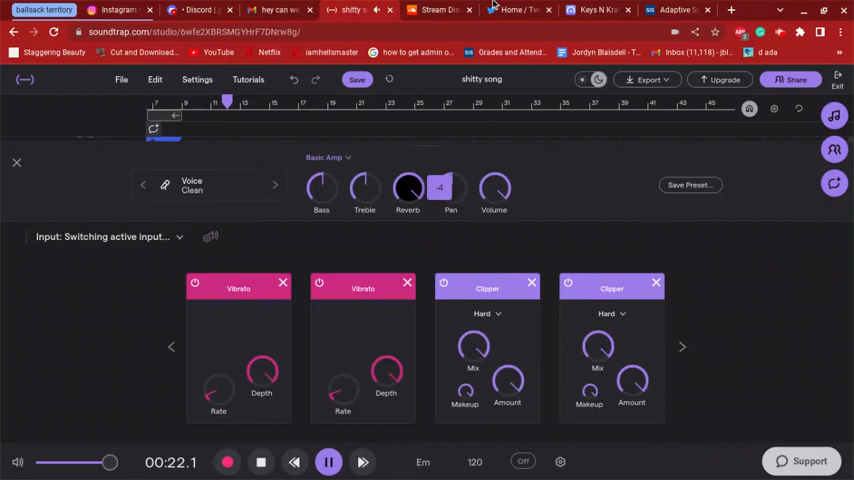 ballsack territory Instagram • Discord | G hey can we shitty so Stream Disc Home / Tw Keys N Kra Adaptive S
soundtrap.com/studio/6wfe2XBRSMGYHrF7DNrw8g/
Staggering Beauty Cut and Download... YouTube Netflix iamhellsmart how to get admin o... Grades and Attend... Jordyn Blaisdell - T... Inbox (11,118) d ada
File Edit Settings Tutorials Save shitty song Export Upgrade Share Exit
7 9 11 13 15 17 19 21 23 25 27 29 31 33 35 37 39 41 43 45
Basic Amp
Voice
Clean
-4
Save Preset...
Bass Treble Reverb Pan Volume
Input: Switching active input...
Vibrato Vibrato Clipper Clipper
Hard Hard
Mix Mix
Depth Depth
Makeup Amount Makeup Amount
Rate Rate
00:22.1 Em 120 Off Support